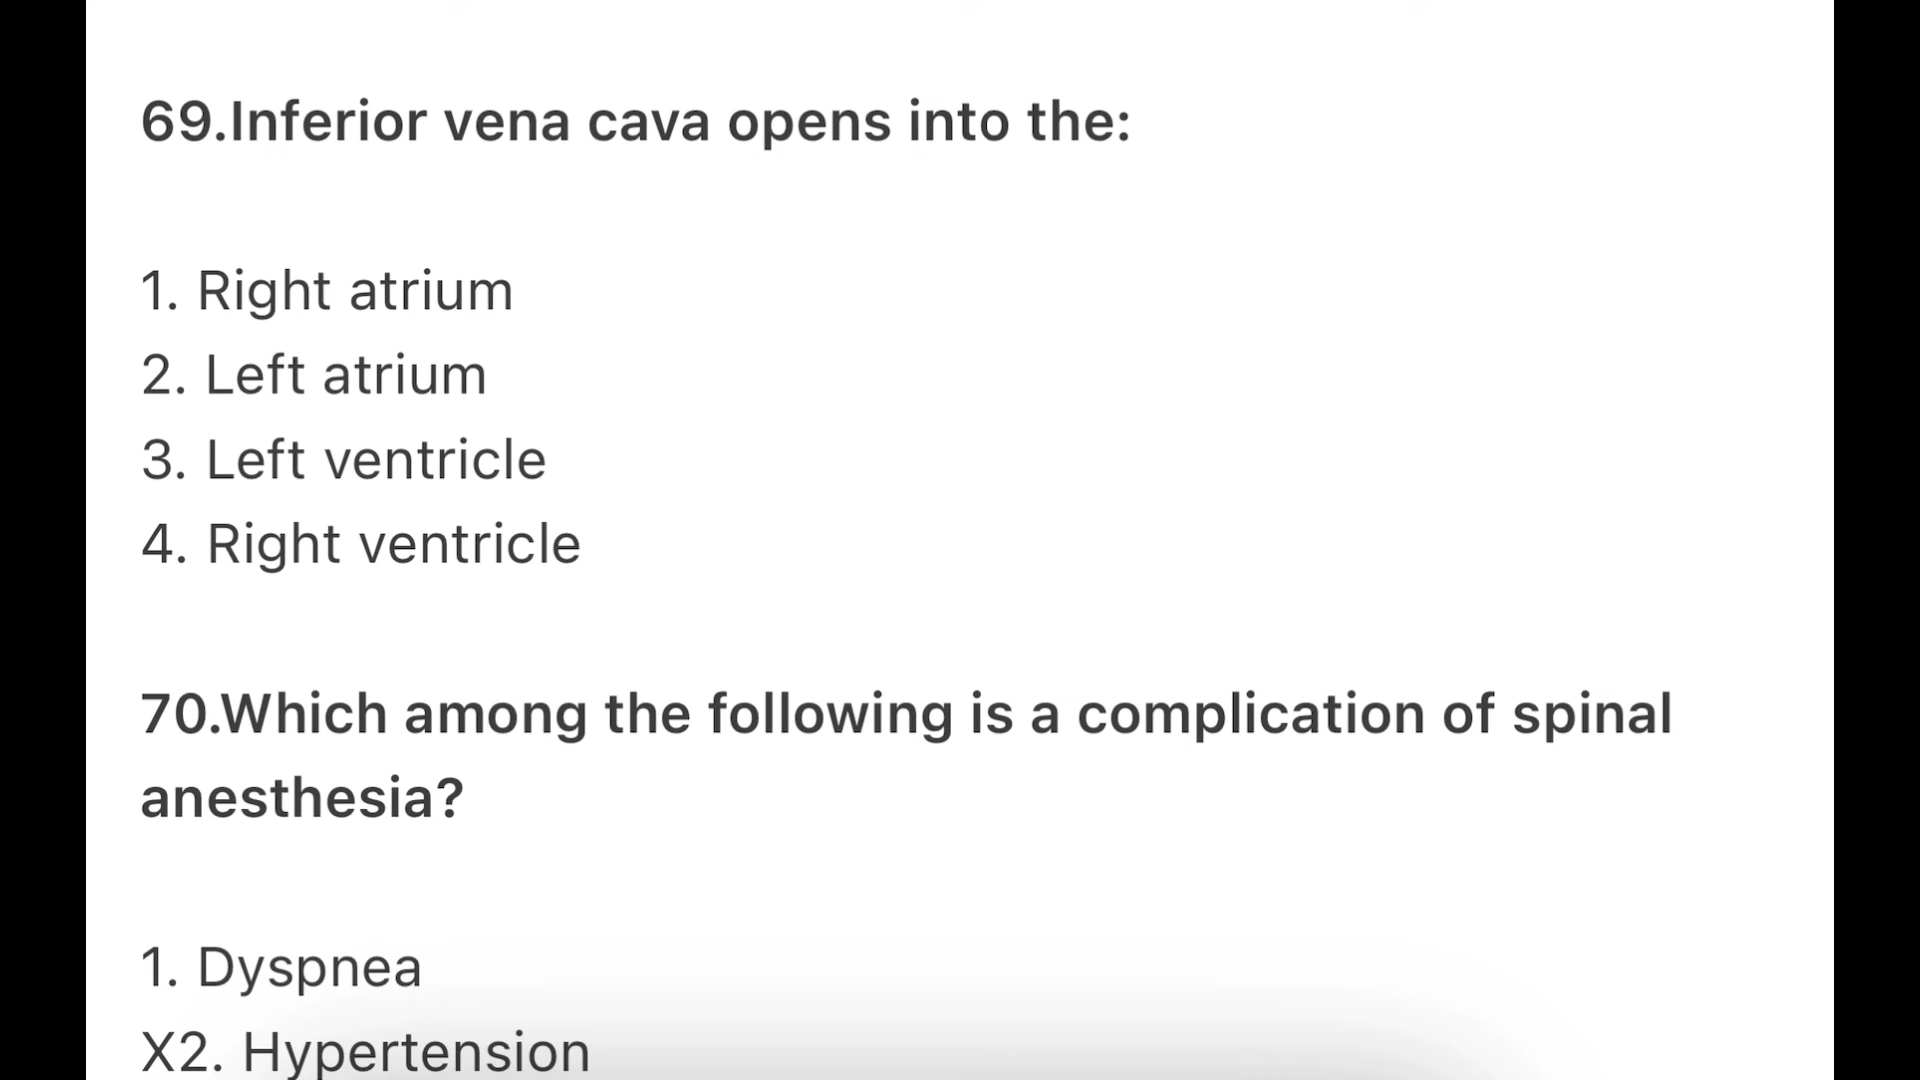 69.Inferior vena cava opens into the:
1. Right atrium
2. Left atrium
3. Left ventricle
4. Right ventricle
70.Which among the following is a complication of spinal
anesthesia?
1. Dyspnea
X2. Hypertension